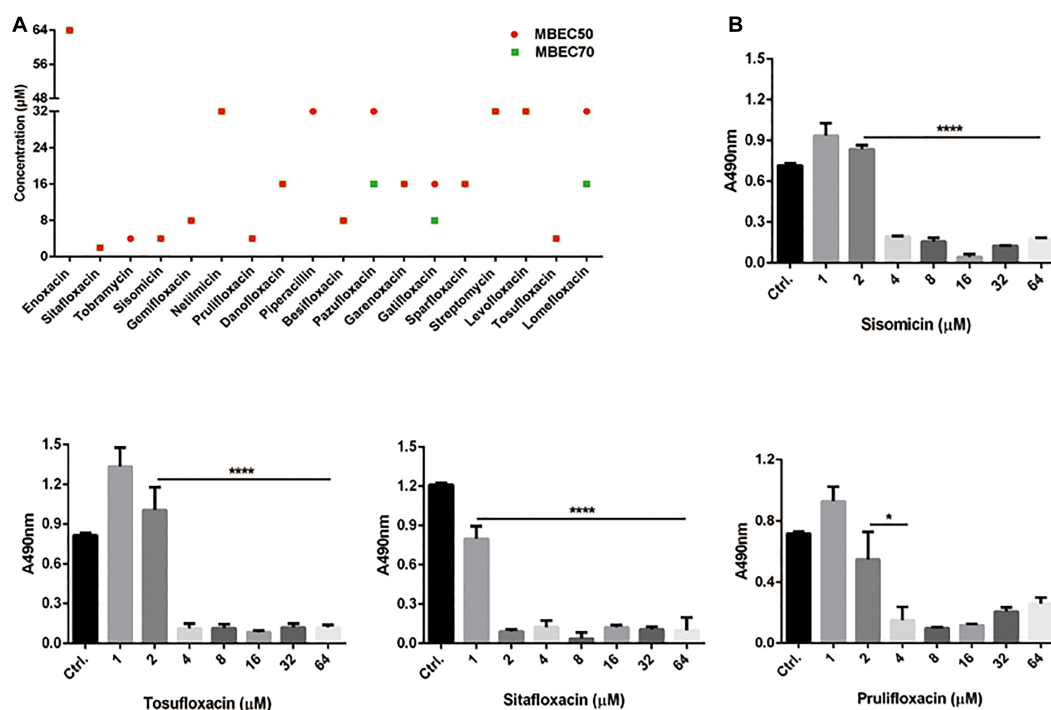 A
MBEC50
MBEC70
Concentration (µM)
64
56
48
32
24
16
8
0
Enoxacin
Sitafloxacin
Tobramycin
Sisomicin
Gemifloxacin
Netilmicin
Prulifloxacin
Danofloxacin
Piperacillin
Besifloxacin
Pazufloxacin
Garenoxacin
Gatifloxacin
Sparfloxacin
Streptomycin
Levofloxacin
Tosufloxacin
Lomefloxacin
B
A490nm
1.5
1.2
0.9
0.6
0.3
0.0
****
Ctrl. 1 2 4 8 16 32 64
Sisomicin (µM)
A490nm
1.5
1.2
0.9
0.6
0.3
0.0
****
Ctrl. 1 2 4 8 16 32 64
Tosufloxacin (µM)
A490nm
1.5
1.2
0.9
0.6
0.3
0.0
****
Ctrl. 1 2 4 8 16 32 64
Sitafloxacin (µM)
A490nm
1.2
0.8
0.4
0.0
*
Ctrl. 1 2 4 8 16 32 64
Prulifloxacin (µM)